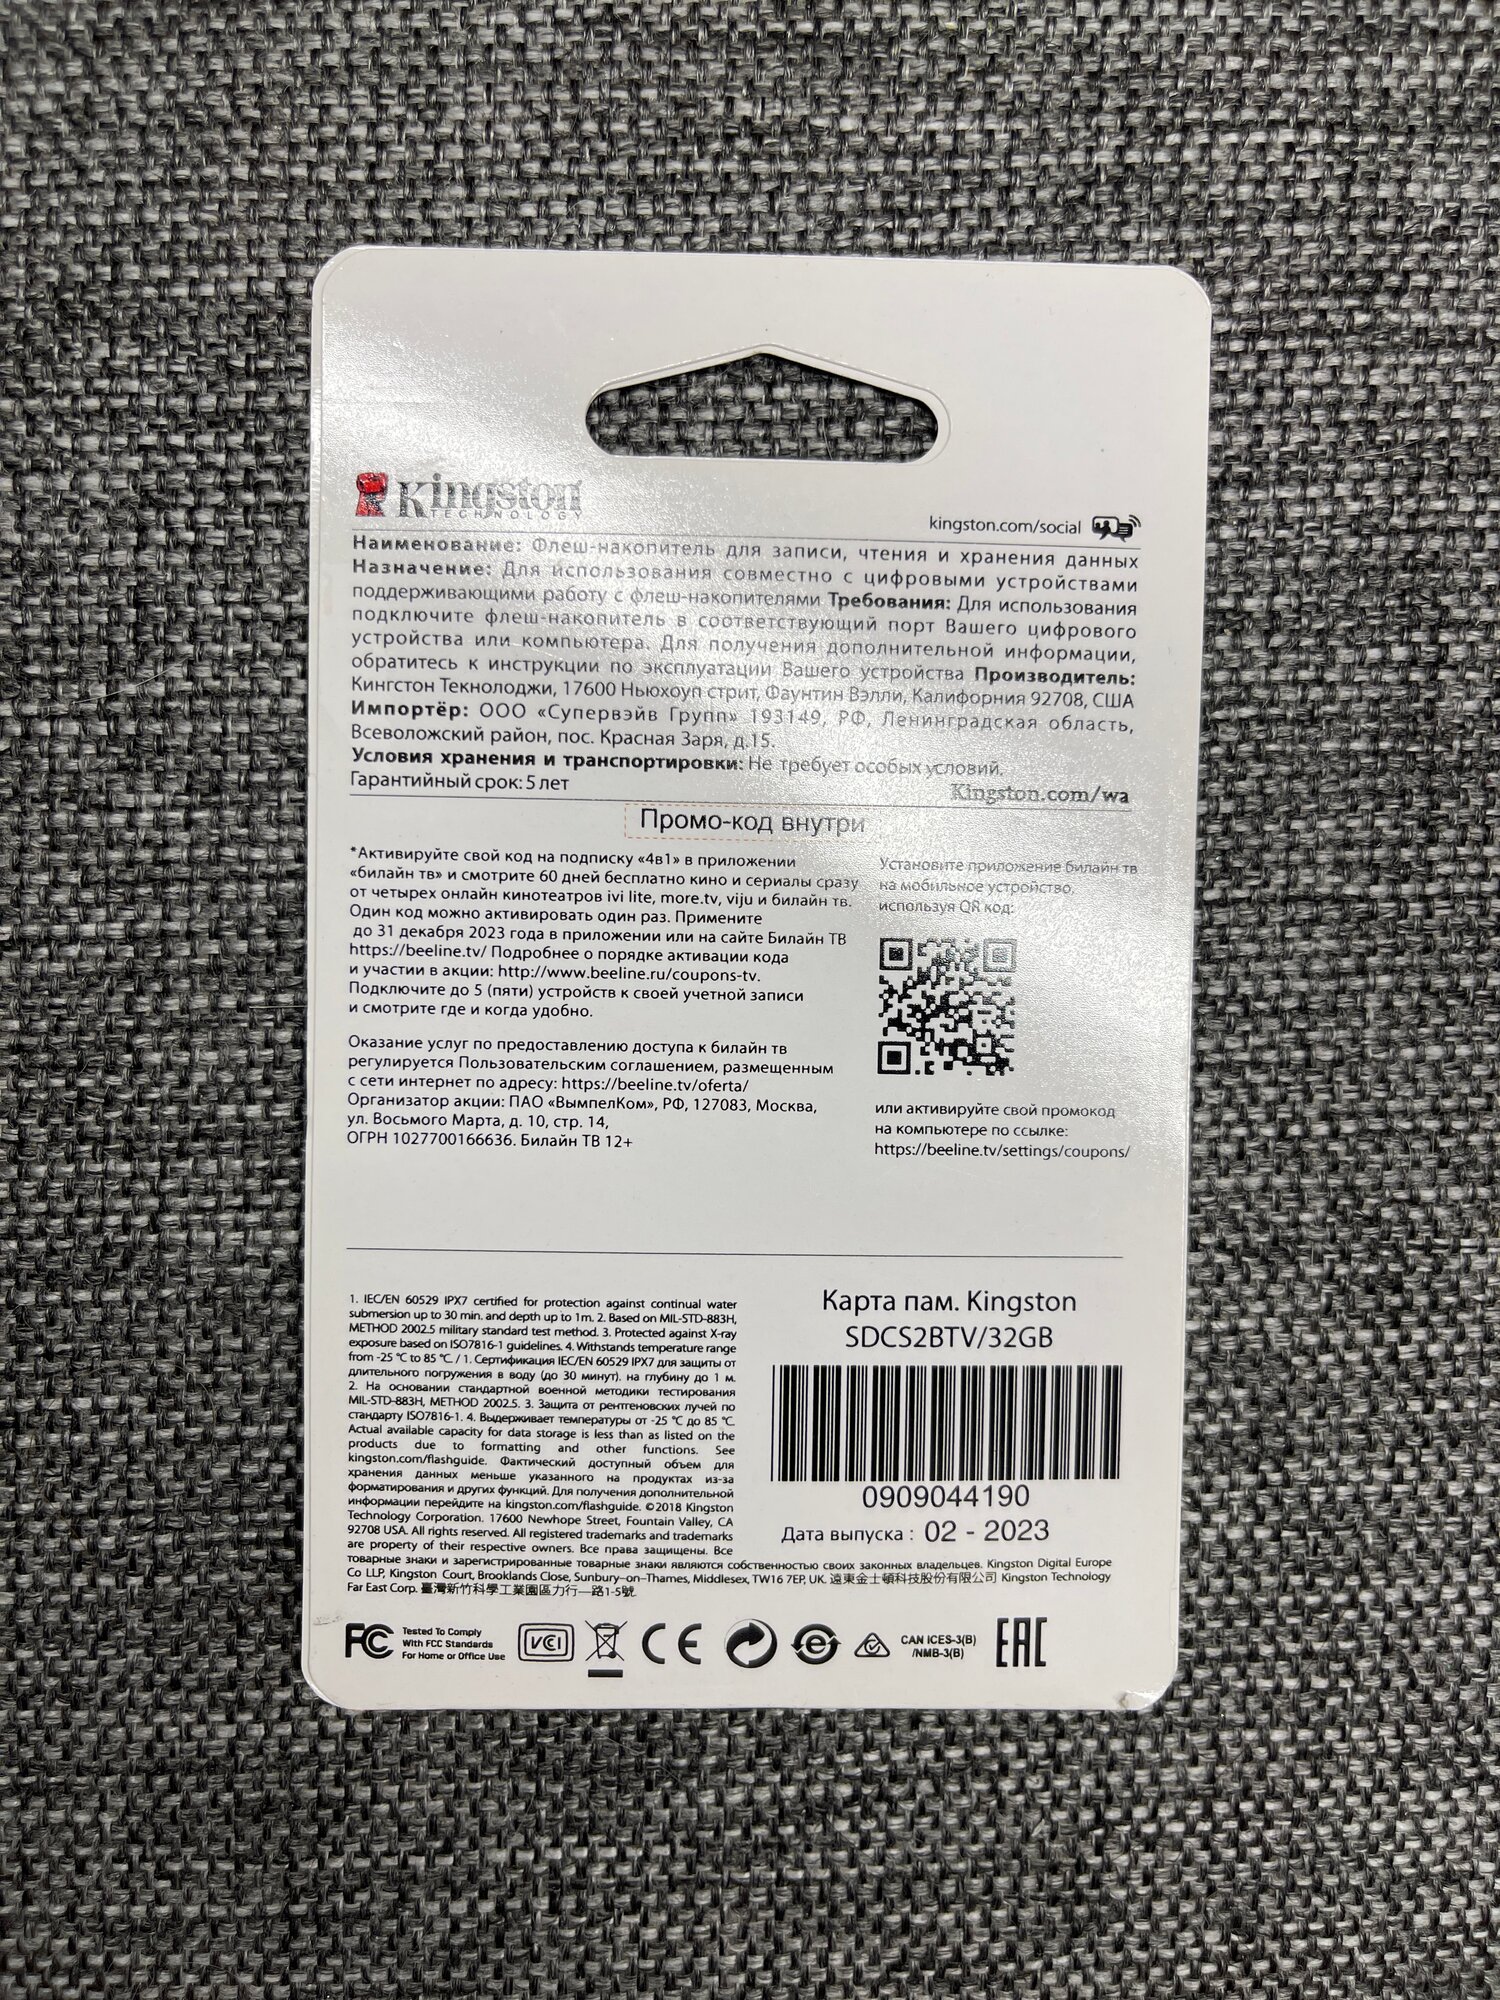 Kingston
TECHNOLOGY
kingston.com/social
Наименование: Флеш-накопитель для записи, чтения и хранения данных
Назначение: Для использования совместно с цифровыми устройствами
поддерживающими работу с флеш-накопителями Требования: Для использования
подключите флеш-накопитель в соответствующий порт Вашего цифрового
устройства или компьютера. Для получения дополнительной информации,
обратитесь к инструкции по эксплуатации Вашего устройства Производитель:
Кингстон Текнолоджи, 17600 Ньюхоуп стрит, Фаунтин Вэлли, Калифорния 92708, США
Импортёр: ООО «Супервэйв Групп» 193149, РФ, Ленинградская область,
Всеволожский район, пос. Красная Заря, д.15.
Условия хранения и транспортировки: Не требует особых условий.
Гарантийный срок: 5 лет
Kingston.com/wa
Промо-код внутри
*Активируйте свой код на подписку «4в1» в приложении
«билайн тв» и смотрите 60 дней бесплатно кино и сериалы сразу
от четырех онлайн кинотеатров ivi lite, more.tv, viju и билайн тв.
Один код можно активировать один раз. Примените
до 31 декабря 2023 года в приложении или на сайте Билайн ТВ
https://beeline.tv/ Подробнее о порядке активации кода
и участии в акции: http://www.beeline.ru/coupons-tv.
Подключите до 5 (пяти) устройств к своей учетной записи
и смотрите где и когда удобно.
Оказание услуг по предоставлению доступа к билайн тв
регулируется Пользовательским соглашением, размещенным
с сети интернет по адресу: https://beeline.tv/oferta/
Организатор акции: ПАО «ВымпелКом», РФ, 127083, Москва,
ул. Восьмого Марта, д. 10, стр. 14,
ОГРН 1027700166636. Билайн ТВ 12+
Установите приложение билайн тв
на мобильное устройство,
используя QR код:
или активируйте свой промокод
на компьютере по ссылке:
https://beeline.tv/settings/coupons/
1. IEC/EN 60529 IPX7 certified for protection against continual water
submersion up to 30 min. and depth up to 1m. 2. Based on MIL-STD-883H,
METHOD 2002.5 military standard test method. 3. Protected against X-ray
exposure based on ISO7816-1 guidelines. 4. Withstands temperature range
from -25 °C to 85 °C. / 1. Сертификация IEC/EN 60529 IPX7 для защиты от
длительного погружения в воду (до 30 минут). на глубину до 1 м.
2. На основании стандартной военной методики тестирования
MIL-STD-883H, METHOD 2002.5. 3. Защита от рентгеновских лучей по
стандарту ISO7816-1. 4. Выдерживает температуры от -25 °C до 85 °C.
Actual available capacity for data storage is less than as listed on the
products due to formatting and other functions. See
kingston.com/flashguide. Фактический доступный объем для
хранения данных меньше указанного на продуктах из-за
форматирования и других функций. Для получения дополнительной
информации перейдите на kingston.com/flashguide. ©2018 Kingston
Technology Corporation. 17600 Newhope Street, Fountain Valley, CA
92708 USA. All rights reserved. All registered trademarks and trademarks
are property of their respective owners. Все права защищены. Все
товарные знаки и зарегистрированные товарные знаки являются собственностью своих законных владельцев. Kingston Digital Europe
Co LLP, Kingston Court, Brooklands Close, Sunbury-on-Thames, Middlesex, TW16 7EP, UK. 遠東金士頓科技股份有限公司 Kingston Technology
Far East Corp. 臺灣新竹科學工業園區力行一路1-5號
Карта пам. Kingston
SDCS2BTV/32GB
0909044190
Дата выпуска : 02 - 2023
FC Tested To Comply
With FCC Standards
For Home or Office Use
VCCI
CE
CAN ICES-3(B)
/NMB-3(B)
EAC